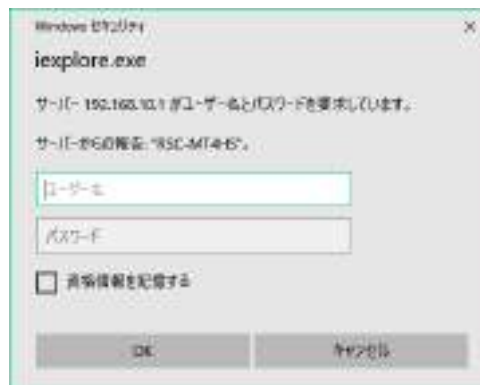 Windows セキュリティ
iexplore.exe
サーバー 192.168.10.1 がユーザー名とパスワードを要求しています。
サーバーからの報告:
ユーザー名
パスワード
資格情報を記憶する
OK
キャンセル